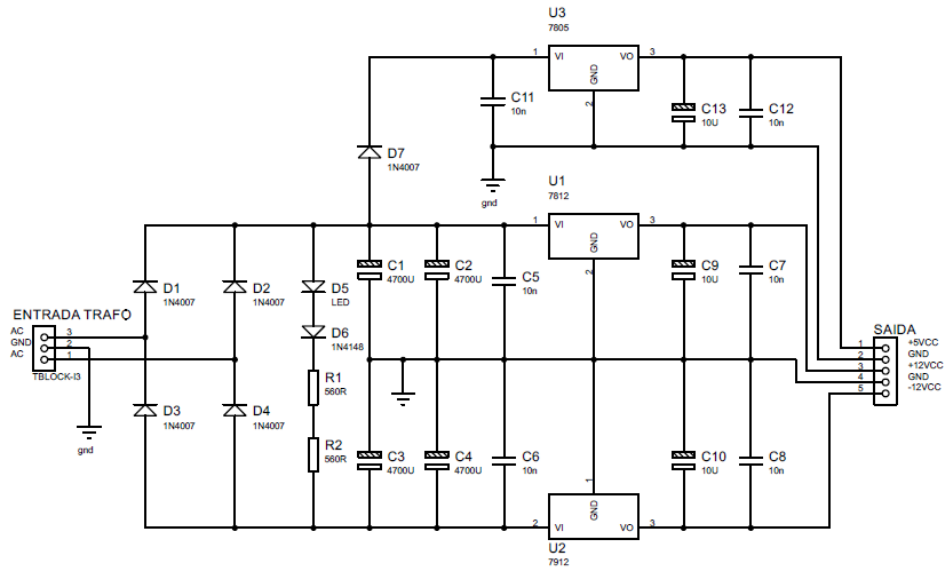 U3
7805
1
VI
VO
3
GND
2
C11
10n
C13
10U
C12
10n
D7
1N4007
gnd
U1
7812
1
VI
VO
3
GND
2
D1
1N4007
D2
1N4007
D5
LED
C1
4700U
C2
4700U
C5
10n
C9
10U
C7
10n
ENTRADA TRAFO
AC
3
GND
2
AC
1
TBLOCK-I3
D6
1N4148
SAIDA
1
+5VCC
2
GND
3
+12VCC
4
GND
5
-12VCC
R1
560R
D3
1N4007
D4
1N4007
gnd
R2
560R
C3
4700U
C4
4700U
C6
10n
C10
10U
C8
10n
1
GND
2
VI
VO
3
U2
7912